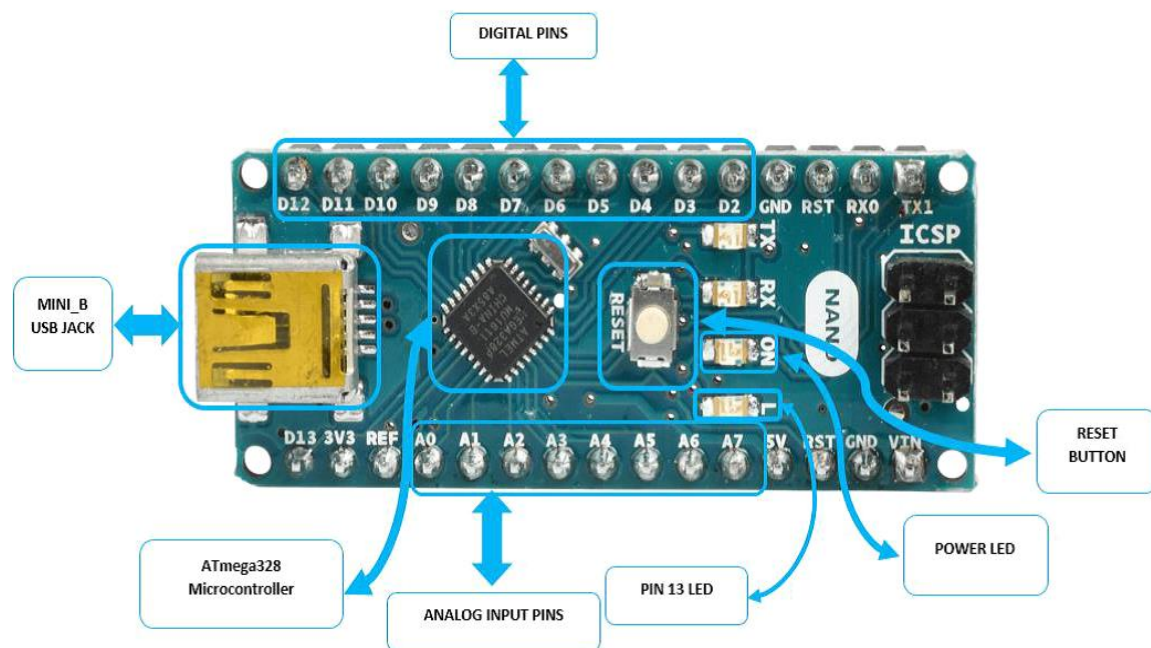 DIGITAL PINS
D12 D11 D10 D9 D8 D7 D6 D5 D4 D3 D2 GND RST RX0 TX1
TX
ICSP
MINI_B
USB JACK
RX
RESET
NANO
ON
L
D13 3V3 REF A0 A1 A2 A3 A4 A5 A6 A7 5V RST GND VIN
RESET
BUTTON
ATmega328
Microcontroller
ANALOG INPUT PINS
PIN 13 LED
POWER LED
ATMEL